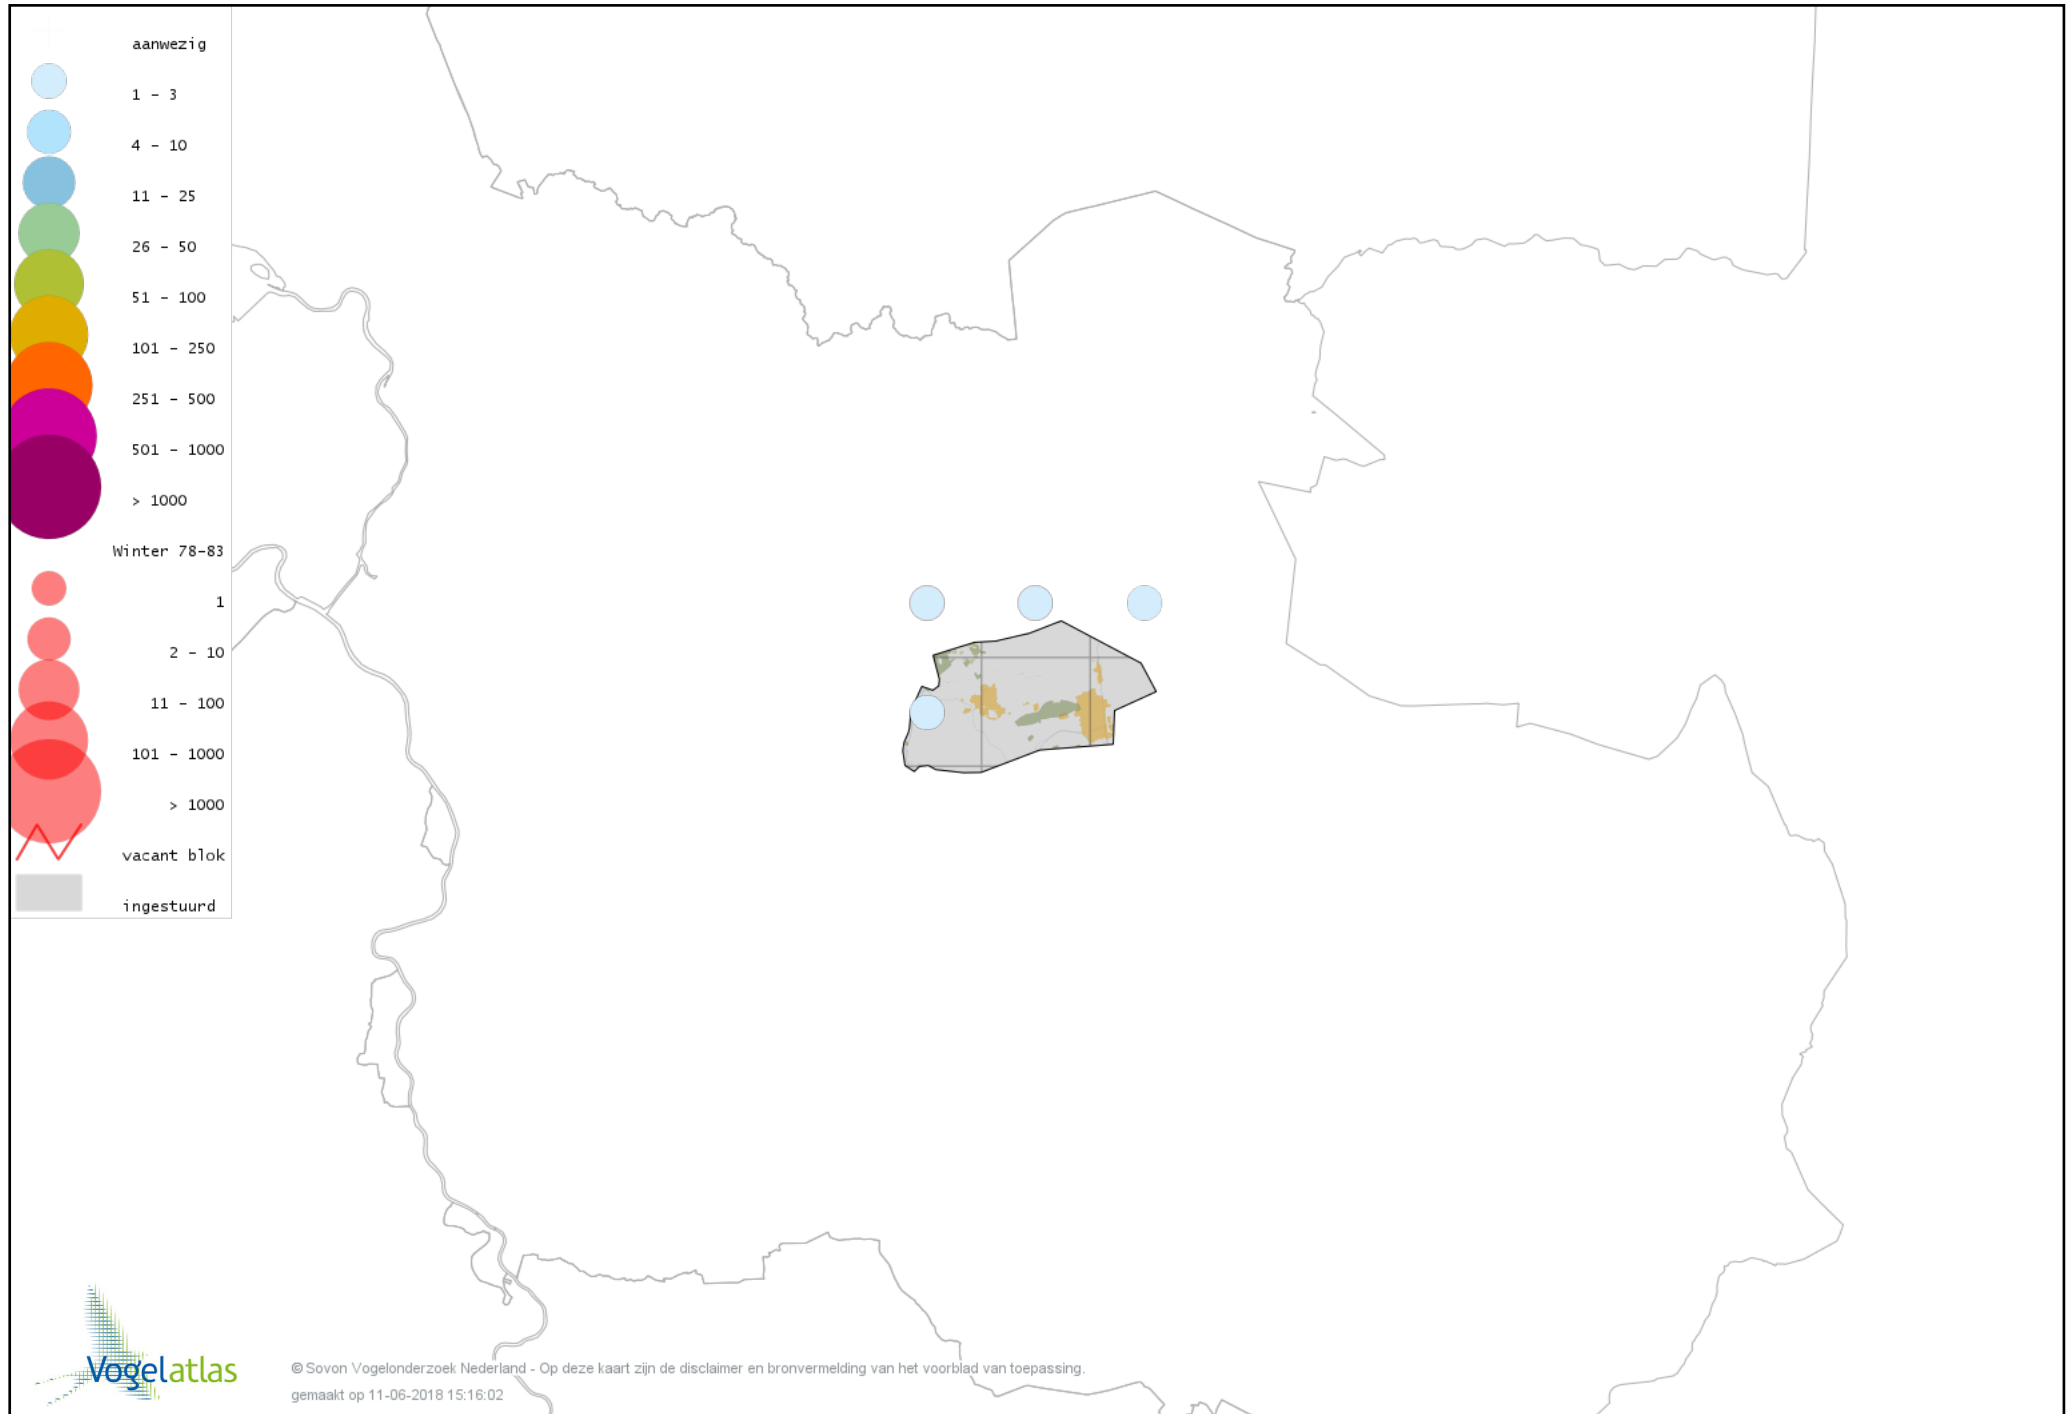 aanwezig
1 - 3
4 - 10
11 - 25
26 - 50
51 - 100
101 - 250
251 - 500
501 - 1000
> 1000
Winter 78-83
1
2 - 10
11 - 100
101 - 1000
> 1000
vacant blok
ingestuurd
Vogelatlas
© Sovon Vogelonderzoek Nederland - Op deze kaart zijn de disclaimer en bronvermelding van het voorblad van toepassing.
gemaakt op 11-06-2018 15:16:02